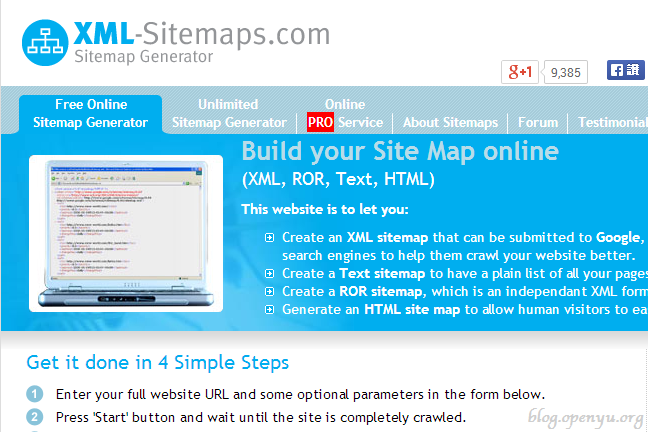 XML-Sitemaps.com
Sitemap Generator
g+1 9,385 讚
Free Online Unlimited Online
Sitemap Generator Sitemap Generator PRO Service About Sitemaps Forum Testimonial
Build your Site Map online
(XML, ROR, Text, HTML)
This website is to let you:
Create an XML sitemap that can be submitted to Google,
search engines to help them crawl your website better.
Create a Text sitemap to have a plain list of all your pages
Create a ROR sitemap, which is an independant XML form
Generate an HTML site map to allow human visitors to ea
Get it done in 4 Simple Steps
1 Enter your full website URL and some optional parameters in the form below.
2 Press 'Start' button and wait until the site is completely crawled.
blog.openyu.org